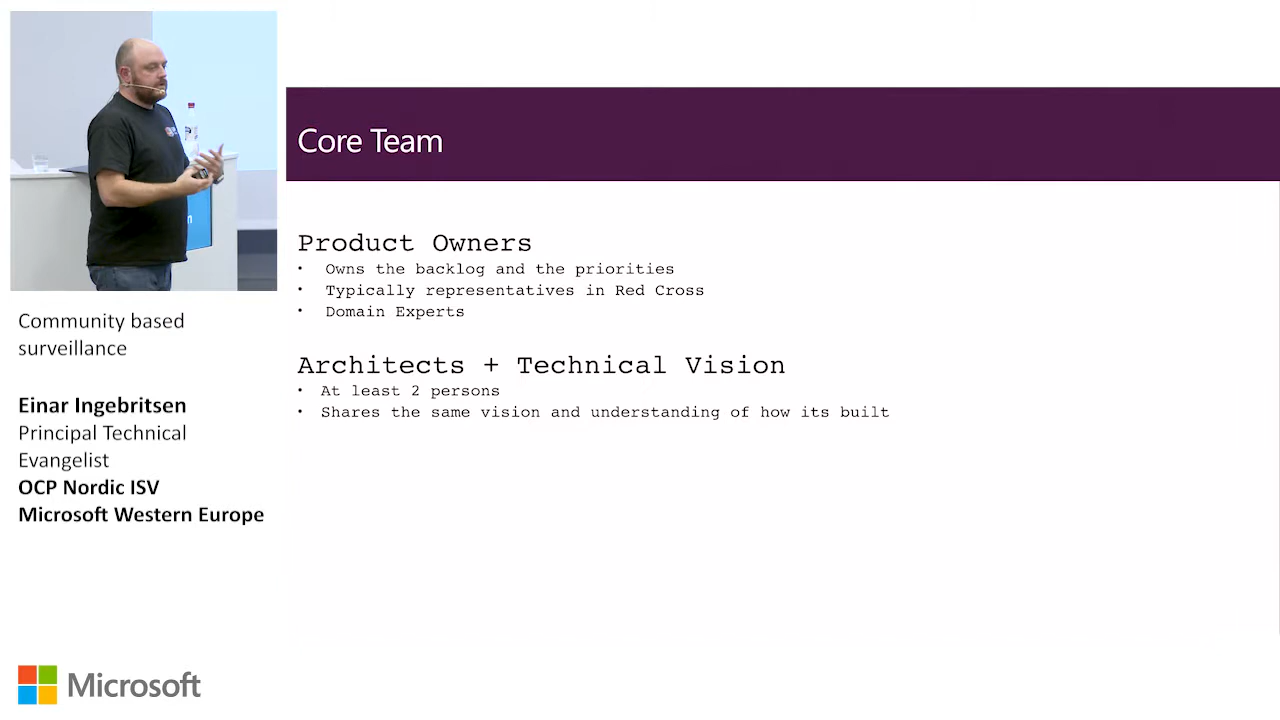 Core Team
Product Owners
• Owns the backlog and the priorities
• Typically representatives in Red Cross
• Domain Experts
Architects + Technical Vision
• At least 2 persons
• Shares the same vision and understanding of how its built
Community based
surveillance
Einar Ingebritsen
Principal Technical
Evangelist
OCP Nordic ISV
Microsoft Western Europe
Microsoft